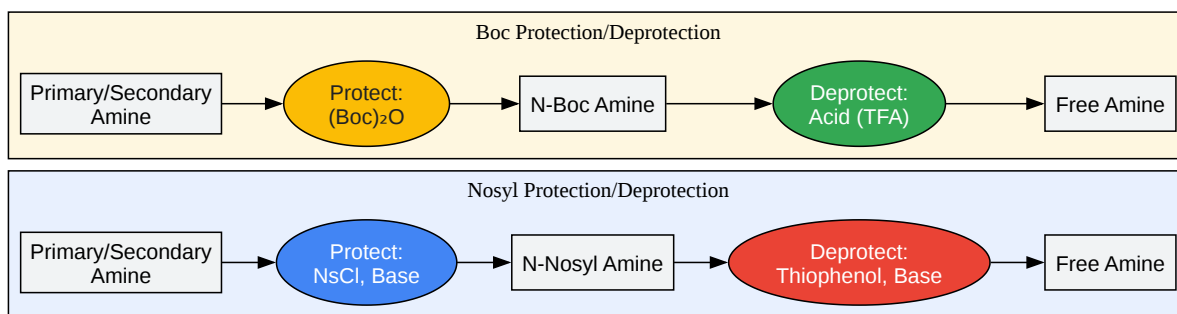 Boc Protection/Deprotection
Primary/Secondary
Amine
Protect:
(Boc)₂O
N-Boc Amine
Deprotect:
Acid (TFA)
Free Amine
Nosyl Protection/Deprotection
Primary/Secondary
Amine
Protect:
NsCl, Base
N-Nosyl Amine
Deprotect:
Thiophenol, Base
Free Amine